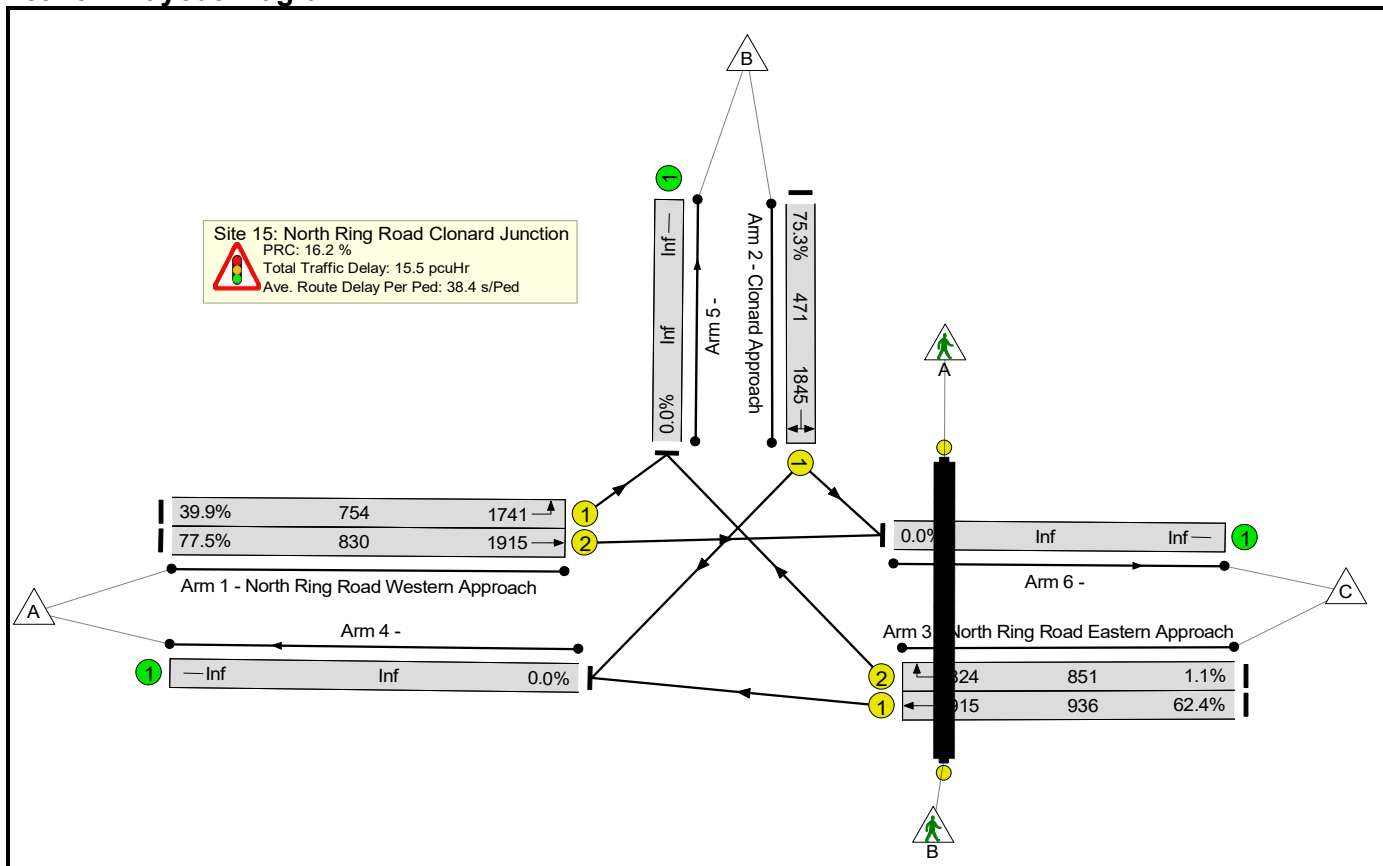 B
Site 15: North Ring Road Clonard Junction
PRC: 16.2 %
Total Traffic Delay: 15.5 pcuHr
Ave. Route Delay Per Ped: 38.4 s/Ped
1
Inf
Inf
0.0%
Arm 5 -
Arm 2 - Clonard Approach
75.3%
471
1845
1
A
39.9% 754 1741 1
77.5% 830 1915 2
Arm 1 - North Ring Road Western Approach
A
0.0% Inf Inf 1
Arm 6 -
C
Arm 4 -
1 Inf Inf 0.0%
Arm 3 North Ring Road Eastern Approach
2 851 1.1%
1 936 62.4%
B